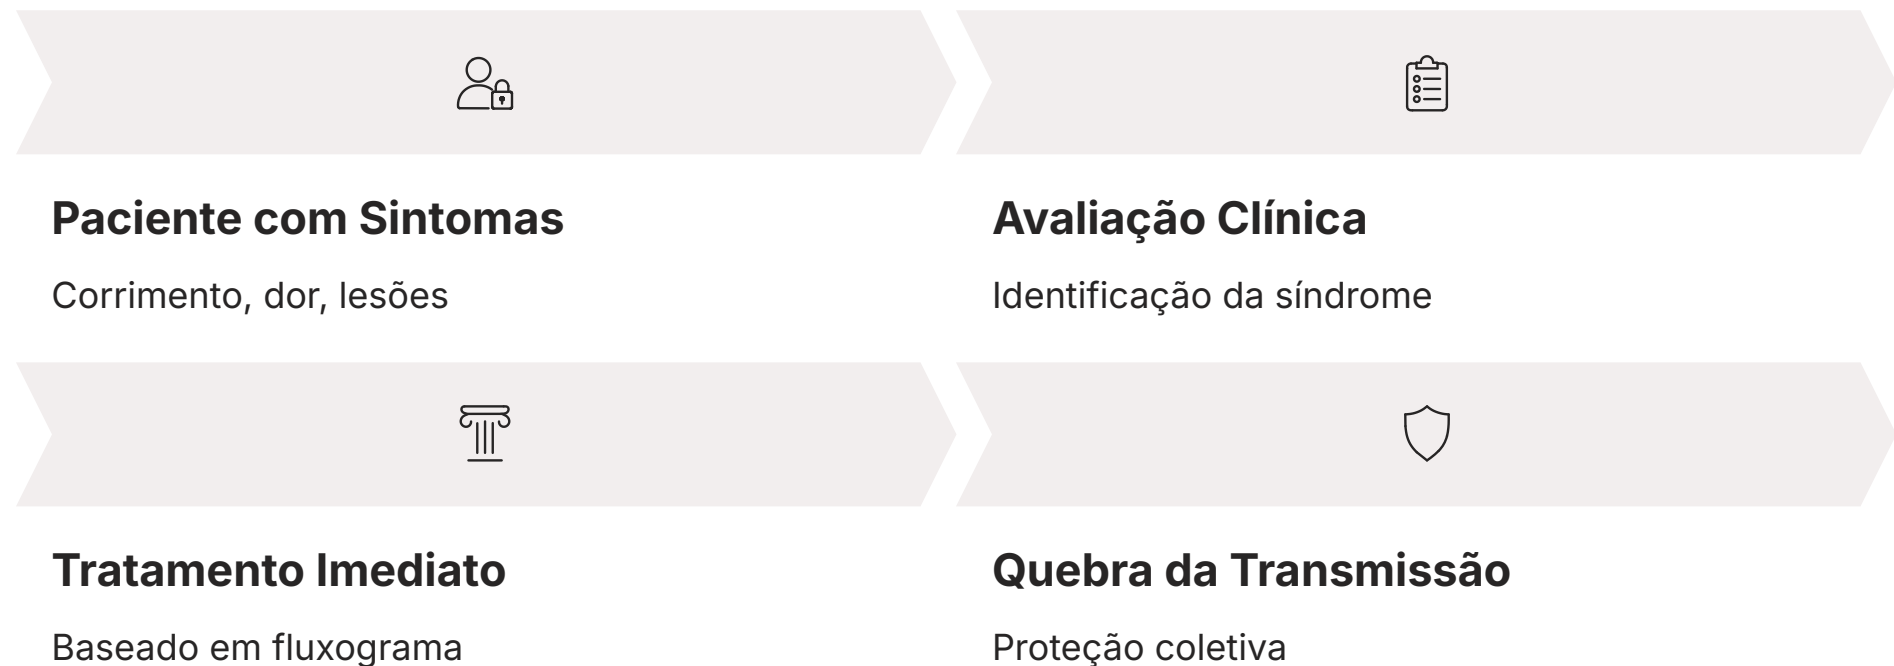 Paciente com Sintomas
Corrimento, dor, lesões
Avaliação Clínica
Identificação da síndrome
Tratamento Imediato
Baseado em fluxograma
Quebra da Transmissão
Proteção coletiva